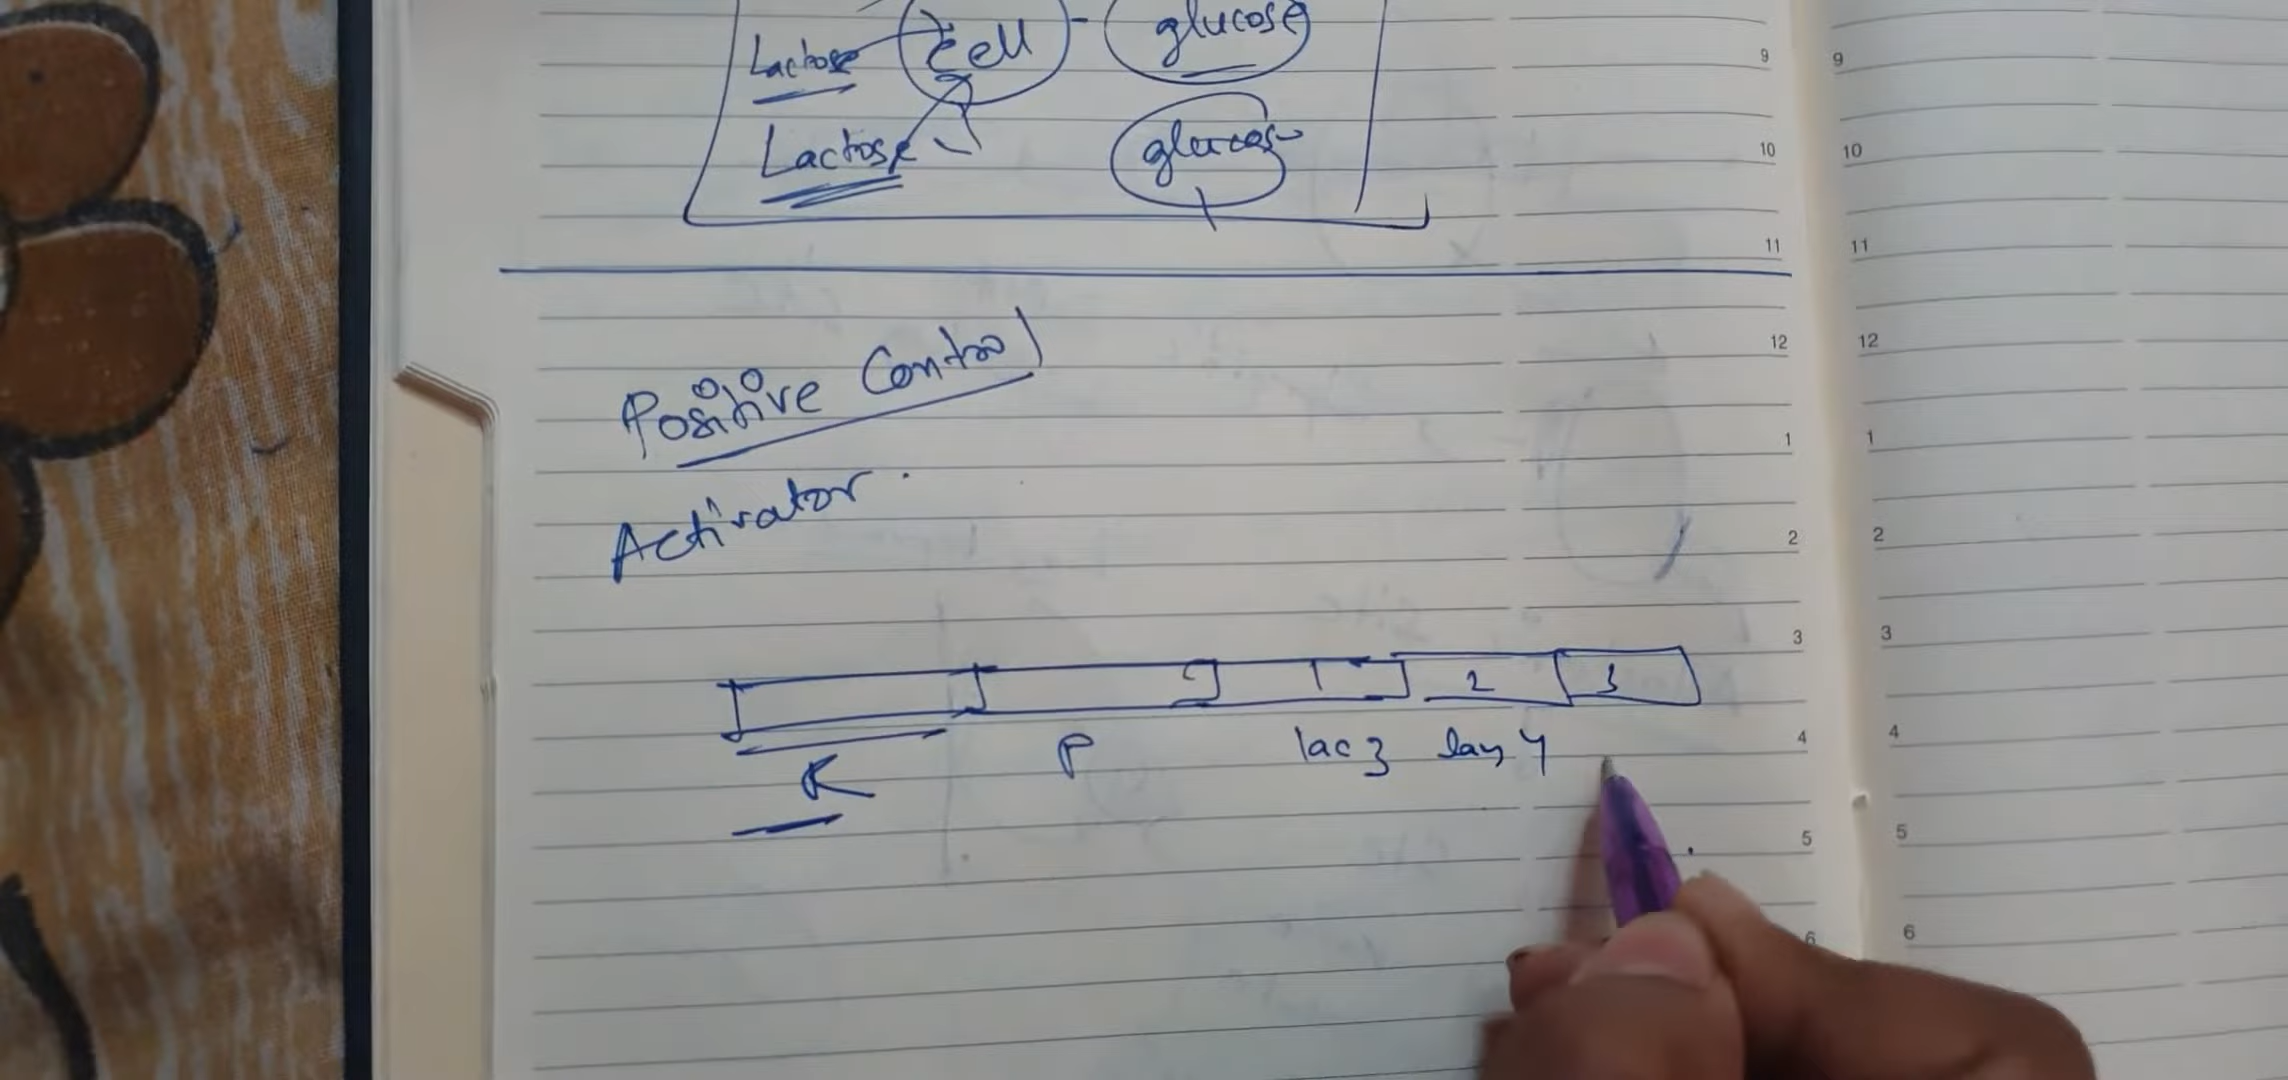 Lactose cell glucose
Lactose glucose
Positive Control
Activator.
1 2 3
R P lac 3 lay
9 9
10 10
11 11
12 12
1 1
2 2
3 3
4 4
5 5
6 6